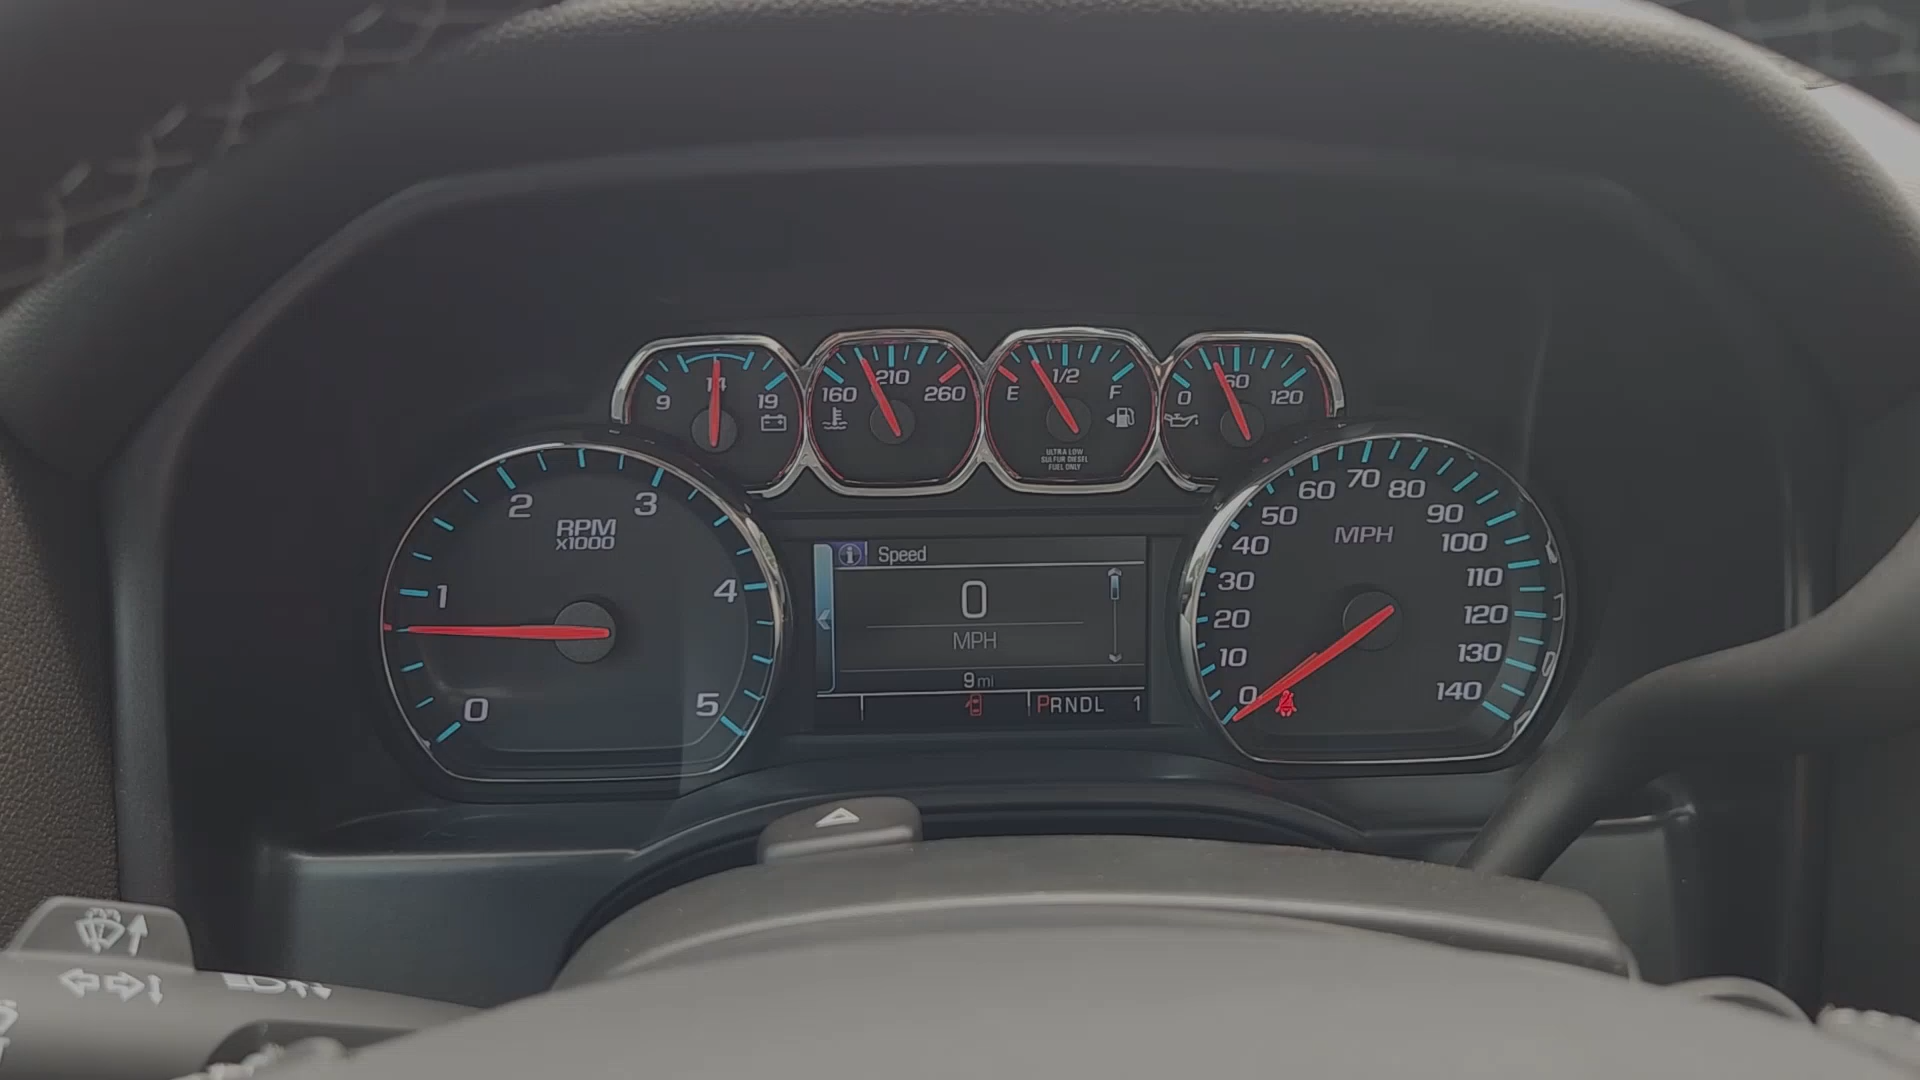 9 14 19
160 210 260
E 1/2 F
ULTRA LOW
SULFUR DIESEL
FUEL ONLY
0 60 120
RPM
x1000
0 1 2 3 4 5
Speed
0
MPH
9 mi
PRNDL 1
MPH
0 10 20 30 40 50 60 70 80 90 100 110 120 130 140